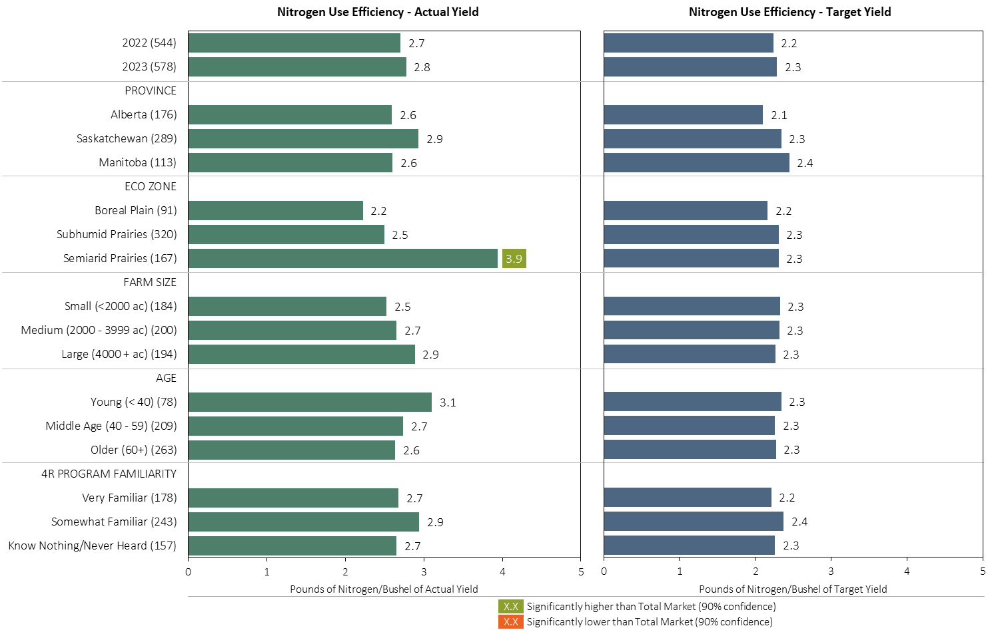 Nitrogen Use Efficiency - Actual Yield
Nitrogen Use Efficiency - Target Yield
2022 (544) 2.7 2.2
2023 (578) 2.8 2.3
PROVINCE
Alberta (176) 2.6 2.1
Saskatchewan (289) 2.9 2.3
Manitoba (113) 2.6 2.4
ECO ZONE
Boreal Plain (91) 2.2 2.2
Subhumid Prairies (320) 2.5 2.3
Semiarid Prairies (167) 3.9 2.3
FARM SIZE
Small (<2000 ac) (184) 2.5 2.3
Medium (2000 - 3999 ac) (200) 2.7 2.3
Large (4000 + ac) (194) 2.9 2.3
AGE
Young (< 40) (78) 3.1 2.3
Middle Age (40 - 59) (209) 2.7 2.3
Older (60+) (263) 2.6 2.3
4R PROGRAM FAMILIARITY
Very Familiar (178) 2.7 2.2
Somewhat Familiar (243) 2.9 2.4
Know Nothing/Never Heard (157) 2.7 2.3
0 1 2 3 4 5 0 1 2 3 4 5
Pounds of Nitrogen/Bushel of Actual Yield
Pounds of Nitrogen/Bushel of Target Yield
X.X Significantly higher than Total Market (90% confidence)
X.X Significantly lower than Total Market (90% confidence)